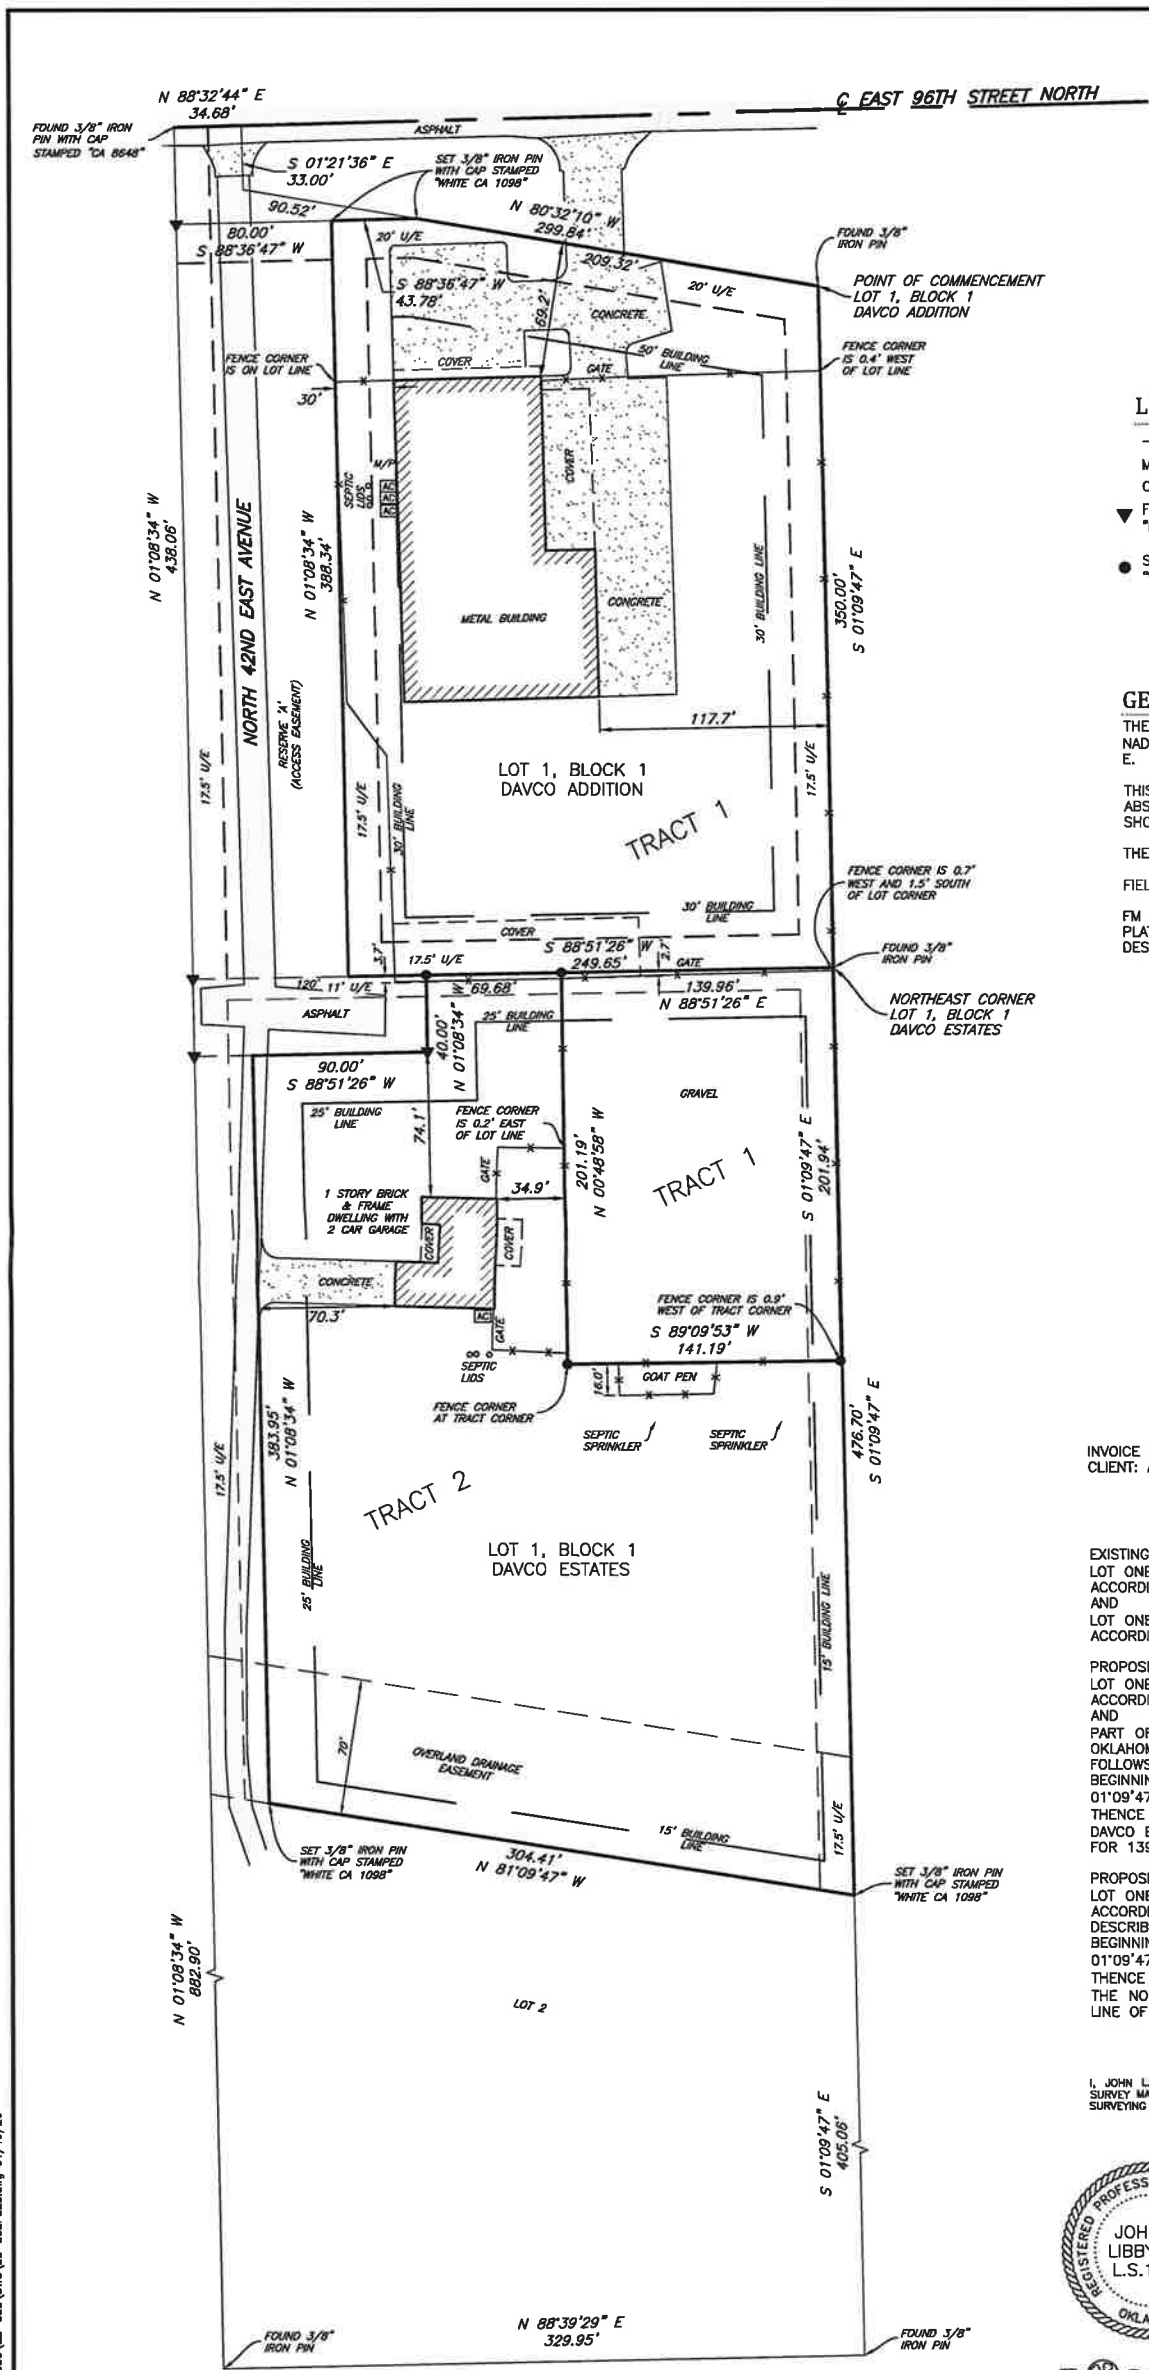 N 88°32'44" E
34.68'
℄ EAST 96TH STREET NORTH
FOUND 3/8" IRON
PIN WITH CAP
STAMPED "CA 8648"
ASPHALT
S 01°21'36" E
33.00'
SET 3/8" IRON PIN
WITH CAP STAMPED
"WHITE CA 1098"
90.52'
N 80°32'10" W
299.84'
80.00'
S 88°36'47" W
20' U/E
209.32'
FOUND 3/8"
IRON PIN
S 88°36'47" W
43.78'
20' U/E
POINT OF COMMENCEMENT
LOT 1, BLOCK 1
DAVCO ADDITION
69.2'
CONCRETE
50' BUILDING
LINE
FENCE CORNER
IS ON LOT LINE
COVER
GATE
FENCE CORNER
IS 0.4' WEST
OF LOT LINE
30'
M/P
SEPTIC
LIDS
AC
AC
AC
COVER
N 01°08'34" W
438.06'
NORTH 42ND EAST AVENUE
N 01°08'34" W
388.34'
METAL BUILDING
CONCRETE
30' BUILDING LINE
350.00'
S 01°09'47" E
RESERVE 'A'
(ACCESS EASEMENT)
117.7'
17.5' U/E
17.5' U/E
30' BUILDING
LINE
LOT 1, BLOCK 1
DAVCO ADDITION
TRACT 1
17.5' U/E
FENCE CORNER IS 0.7'
WEST AND 1.5' SOUTH
OF LOT CORNER
30' BUILDING
LINE
COVER
3.7'
17.5' U/E
S 88°51'26" W
249.65'
2.7'
GATE
FOUND 3/8"
IRON PIN
120'
11' U/E
W 69.68'
139.96'
N 88°51'26" E
NORTHEAST CORNER
LOT 1, BLOCK 1
DAVCO ESTATES
ASPHALT
40.00'
N 01°08'34"
25' BUILDING
LINE
90.00'
S 88°51'26" W
GRAVEL
25' BUILDING
LINE
74.1'
FENCE CORNER
IS 0.2' EAST
OF LOT LINE
201.19'
N 00°48'58" W
TRACT 1
S 01°09'47" E
201.94'
GATE
34.9'
1 STORY BRICK
& FRAME
DWELLING WITH
2 CAR GARAGE
COVER
COVER
CONCRETE
70.3'
AC
GATE
FENCE CORNER IS 0.9'
WEST OF TRACT CORNER
S 89°09'53" W
141.19'
SEPTIC
LIDS
16.0'
GOAT PEN
FENCE CORNER
AT TRACT CORNER
SEPTIC
SPRINKLER
SEPTIC
SPRINKLER
383.95'
N 01°08'34" W
17.5' U/E
476.70'
S 01°09'47" E
TRACT 2
LOT 1, BLOCK 1
DAVCO ESTATES
25' BUILDING
LINE
15' BUILDING LINE
70'
OVERLAND DRAINAGE
EASEMENT
15' BUILDING
LINE
17.5' U/E
SET 3/8" IRON PIN
WITH CAP STAMPED
"WHITE CA 1098"
304.41'
N 81°09'47" W
SET 3/8" IRON PIN
WITH CAP STAMPED
"WHITE CA 1098"
N 01°08'34" W
882.90'
LOT 2
S 01°09'47" E
405.06'
FOUND 3/8"
IRON PIN
N 88°39'29" E
329.95'
FOUND 3/8"
IRON PIN
L
GE
THE
NAD
E.
THIS
ABS
SHO
THE
FIEL
FM
PLAT
DES
INVOICE
CLIENT:
EXISTING
LOT ONE
ACCORDI
AND
LOT ONE
ACCORDI
PROPOSI
LOT ONE
ACCORDI
AND
PART OF
OKLAHOM
FOLLOWS
BEGINNIN
01°09'47
THENCE
DAVCO E
FOR 139
PROPOSI
LOT ONE
ACCORDI
DESCRIB
BEGINNIN
01°09'47
THENCE
THE NO
LINE OF
I, JOHN L
SURVEY MA
SURVEYING
REGISTERED PROFESS
JOH
LIBBY
L.S.1
OKLA